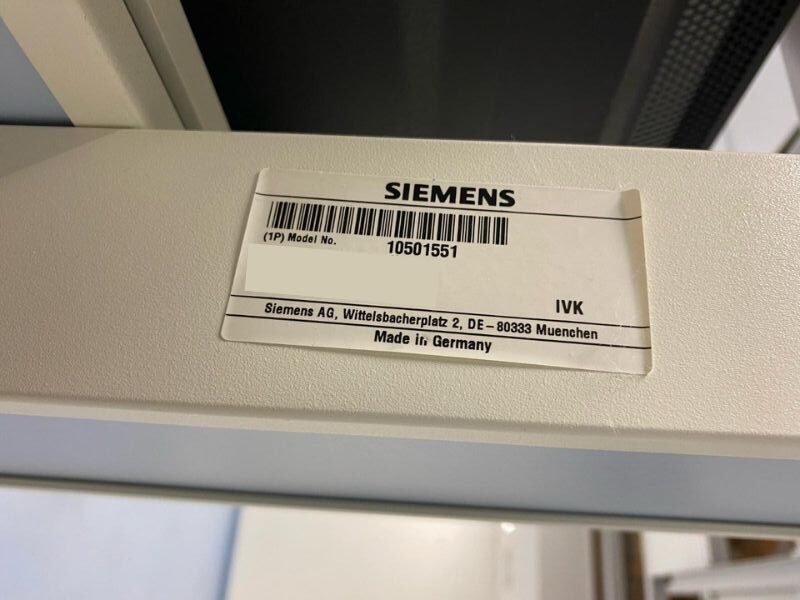 SIEMENS
(1P) Model No. 10501551
IVK
Siemens AG, Wittelsbacherplatz 2, DE – 80333 Muenchen
Made in Germany